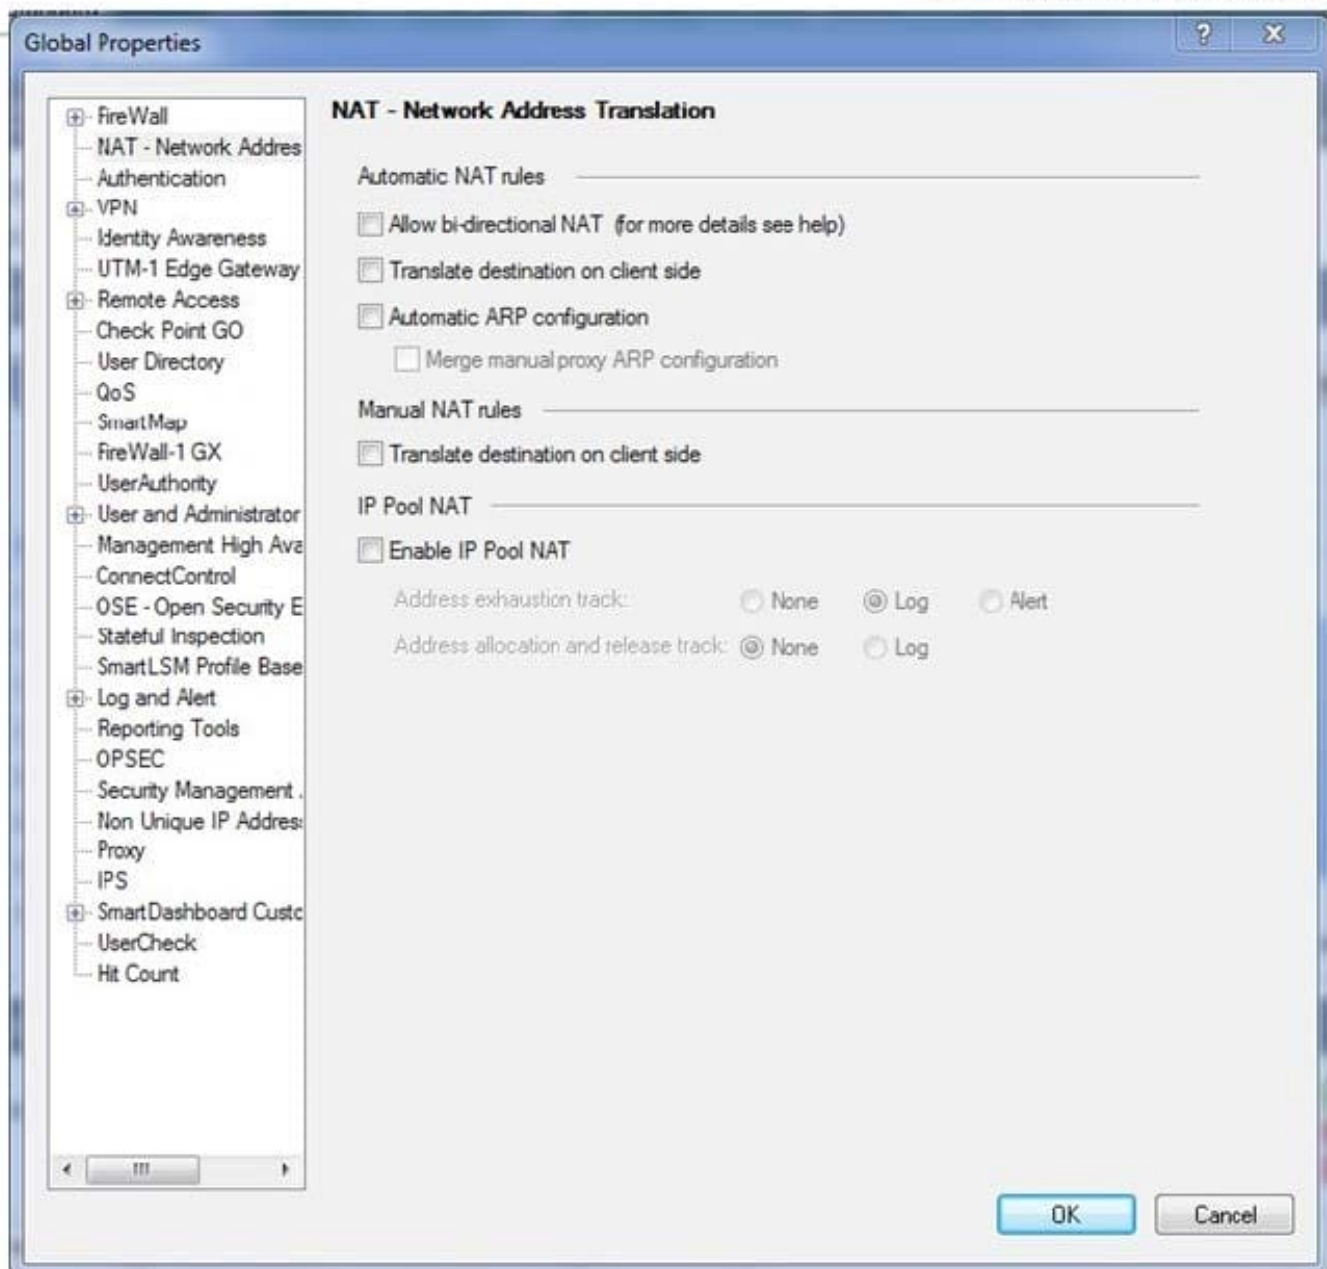 Global Properties
FireWall
NAT - Network Addres
Authentication
VPN
Identity Awareness
UTM-1 Edge Gateway
Remote Access
Check Point GO
User Directory
QoS
SmartMap
FireWall-1 GX
UserAuthority
User and Administrator
Management High Ava
ConnectControl
OSE - Open Security E
Stateful Inspection
SmartLSM Profile Base
Log and Alert
Reporting Tools
OPSEC
Security Management .
Non Unique IP Address
Proxy
IPS
SmartDashboard Custo
UserCheck
Hit Count
NAT - Network Address Translation
Automatic NAT rules
Allow bi-directional NAT (for more details see help)
Translate destination on client side
Automatic ARP configuration
Merge manual proxy ARP configuration
Manual NAT rules
Translate destination on client side
IP Pool NAT
Enable IP Pool NAT
Address exhaustion track: None Log Alert
Address allocation and release track: None Log
OK Cancel